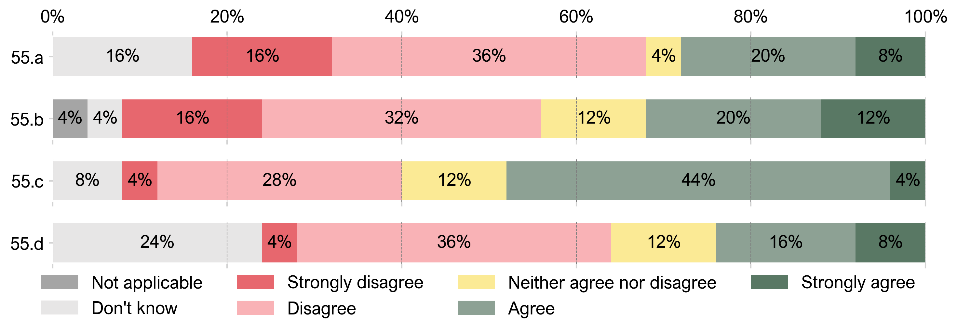 0% 20% 40% 60% 80% 100%
55.a 16% 16% 36% 4% 20% 8%
55.b 4% 4% 16% 32% 12% 20% 12%
55.c 8% 4% 28% 12% 44% 4%
55.d 24% 4% 36% 12% 16% 8%
Not applicable Strongly disagree Neither agree nor disagree Strongly agree
Don't know Disagree Agree